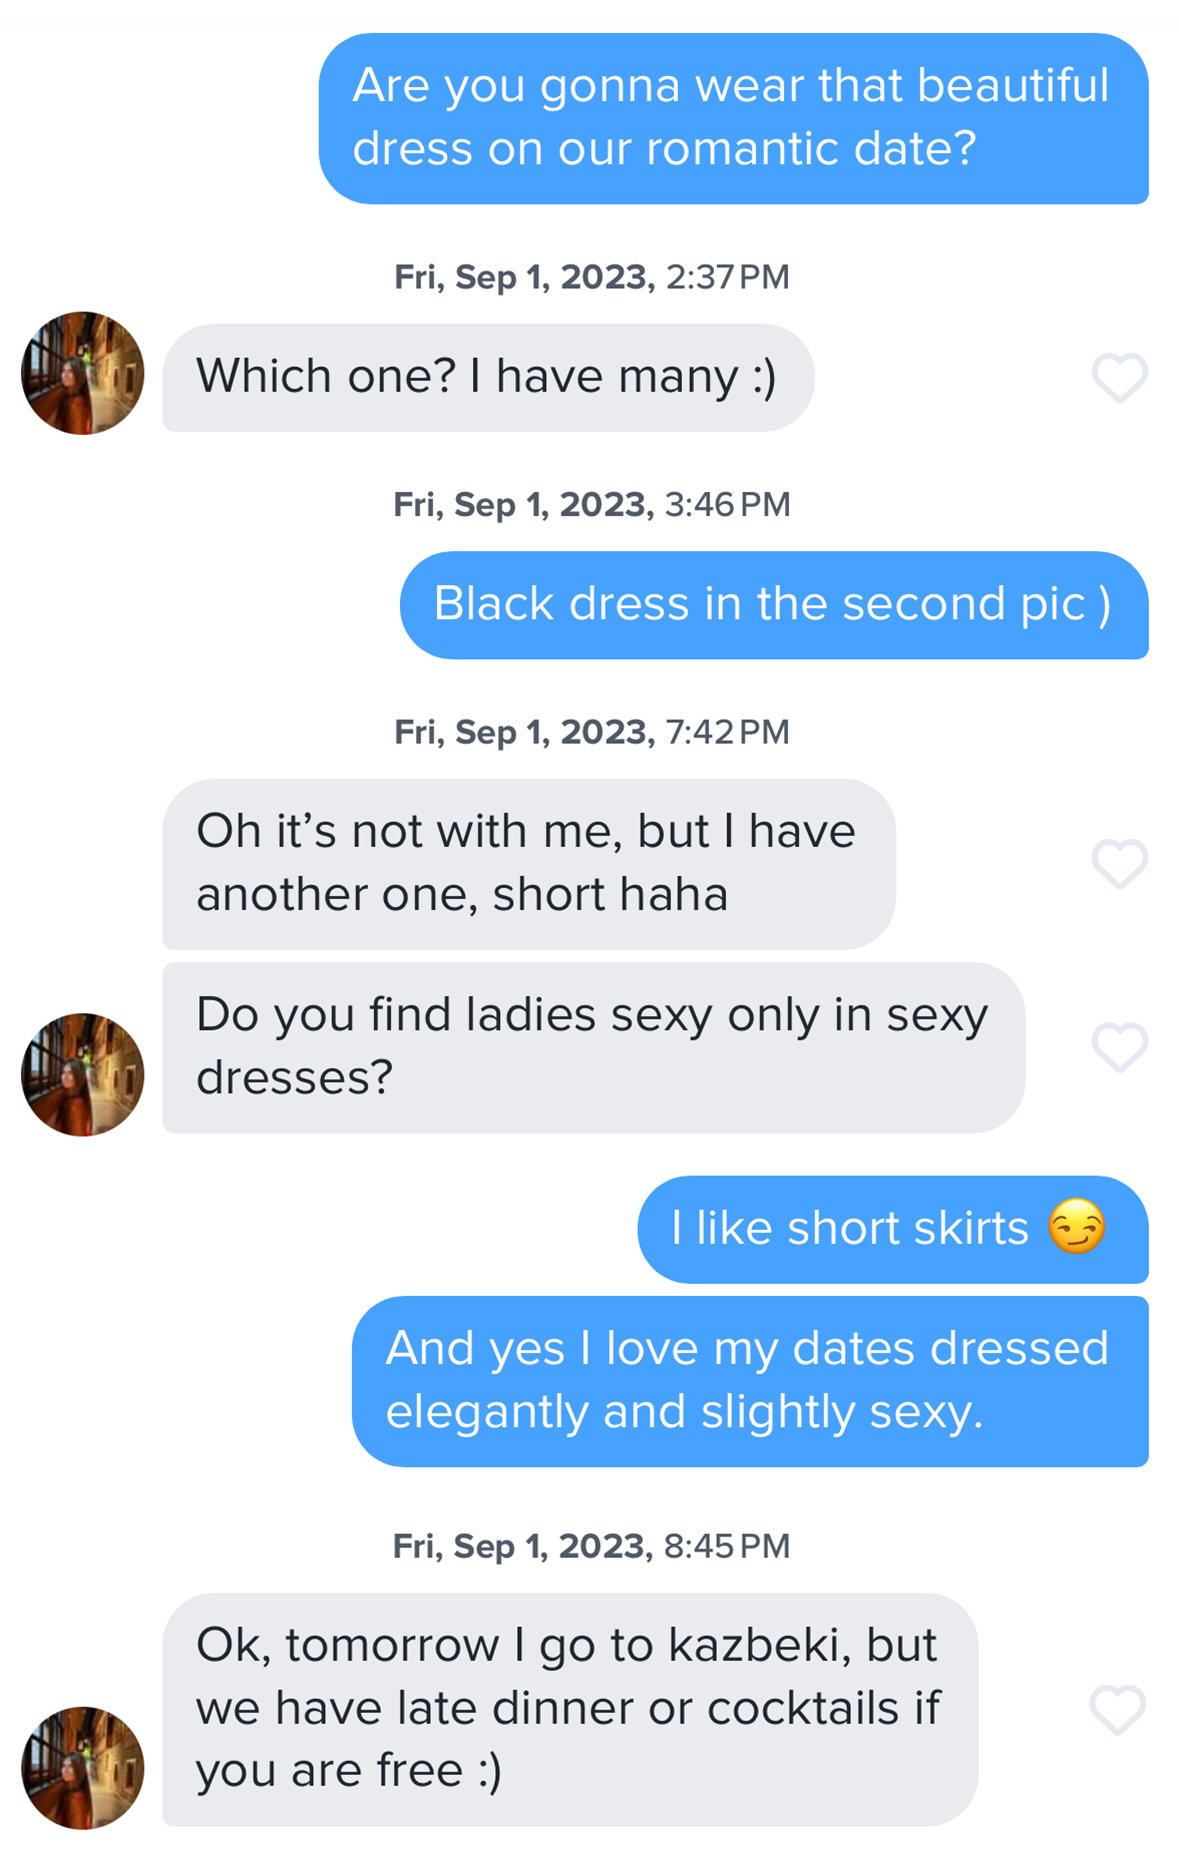 Are you gonna wear that beautiful
dress on our romantic date?
Fri, Sep 1, 2023, 2:37 PM
Which one? I have many :)
Fri, Sep 1, 2023, 3:46 PM
Black dress in the second pic )
Fri, Sep 1, 2023, 7:42 PM
Oh it’s not with me, but I have
another one, short haha
Do you find ladies sexy only in sexy
dresses?
I like short skirts 😏
And yes I love my dates dressed
elegantly and slightly sexy.
Fri, Sep 1, 2023, 8:45 PM
Ok, tomorrow I go to kazbeki, but
we have late dinner or cocktails if
you are free :)